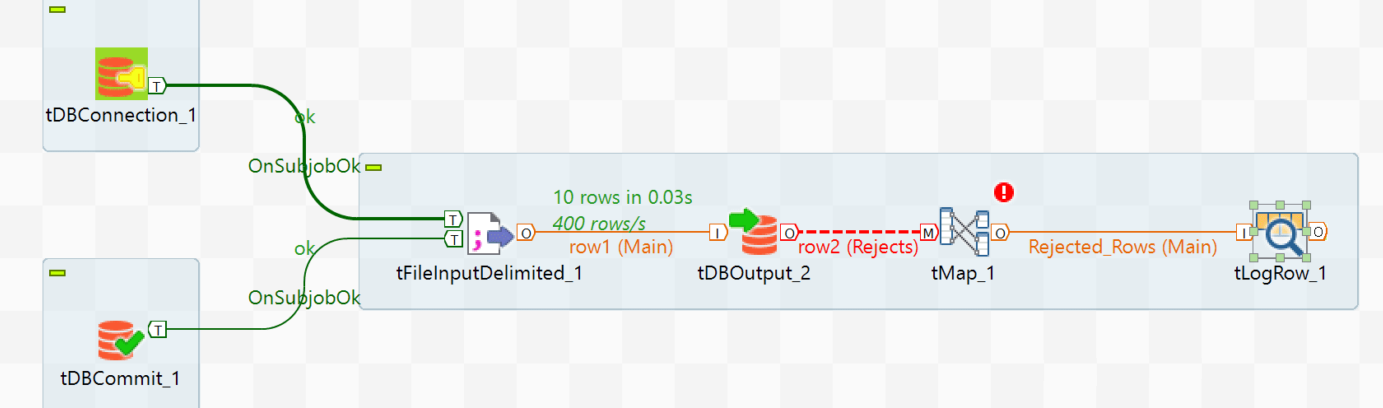 T
tDBConnection_1
ok
OnSubjobOk
10 rows in 0.03s
400 rows/s
T
T
;
O
row1 (Main)
I
O
row2 (Rejects)
M
O
Rejected_Rows (Main)
I
O
tFileInputDelimited_1
tDBOutput_2
tMap_1
tLogRow_1
ok
OnSubjobOk
T
tDBCommit_1